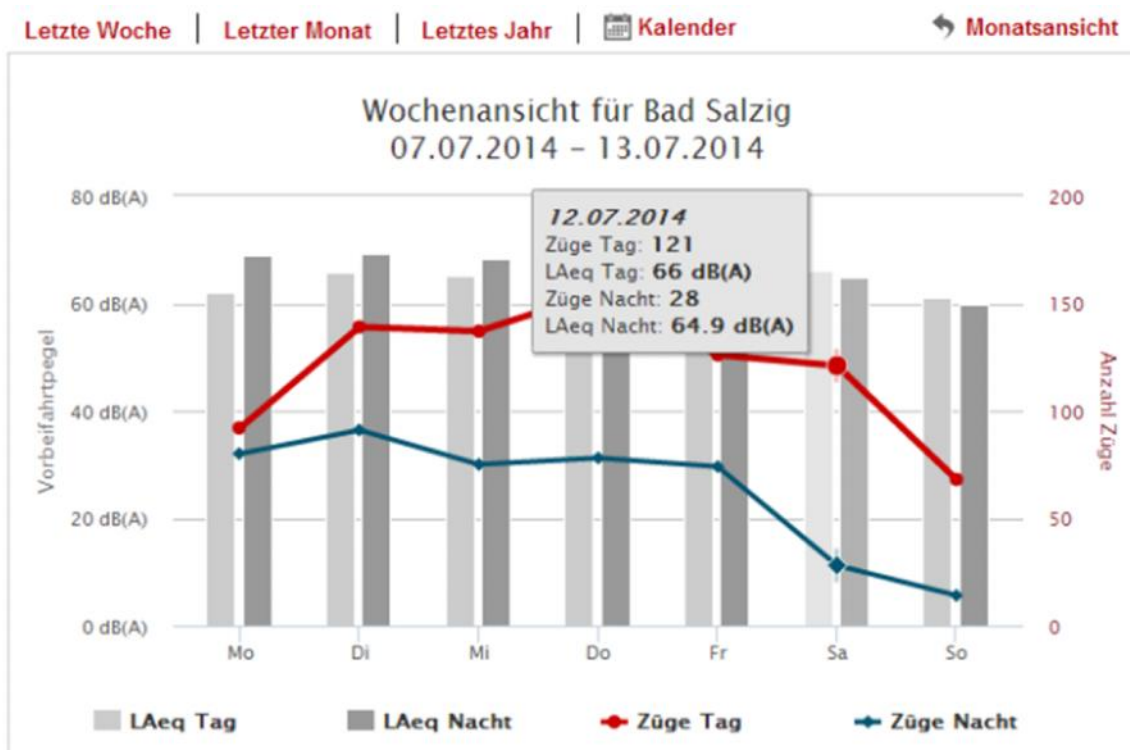 Letzte Woche | Letzter Monat | Letztes Jahr | Kalender Monatsansicht
Wochenansicht für Bad Salzig
07.07.2014 – 13.07.2014
80 dB(A)
60 dB(A)
40 dB(A)
20 dB(A)
0 dB(A)
Vorbeifahrtpegel
12.07.2014
Züge Tag: 121
LAeq Tag: 66 dB(A)
Züge Nacht: 28
LAeq Nacht: 64.9 dB(A)
200
150
100
50
0
Anzahl Züge
Mo Di Mi Do Fr Sa So
LAeq Tag LAeq Nacht Züge Tag Züge Nacht